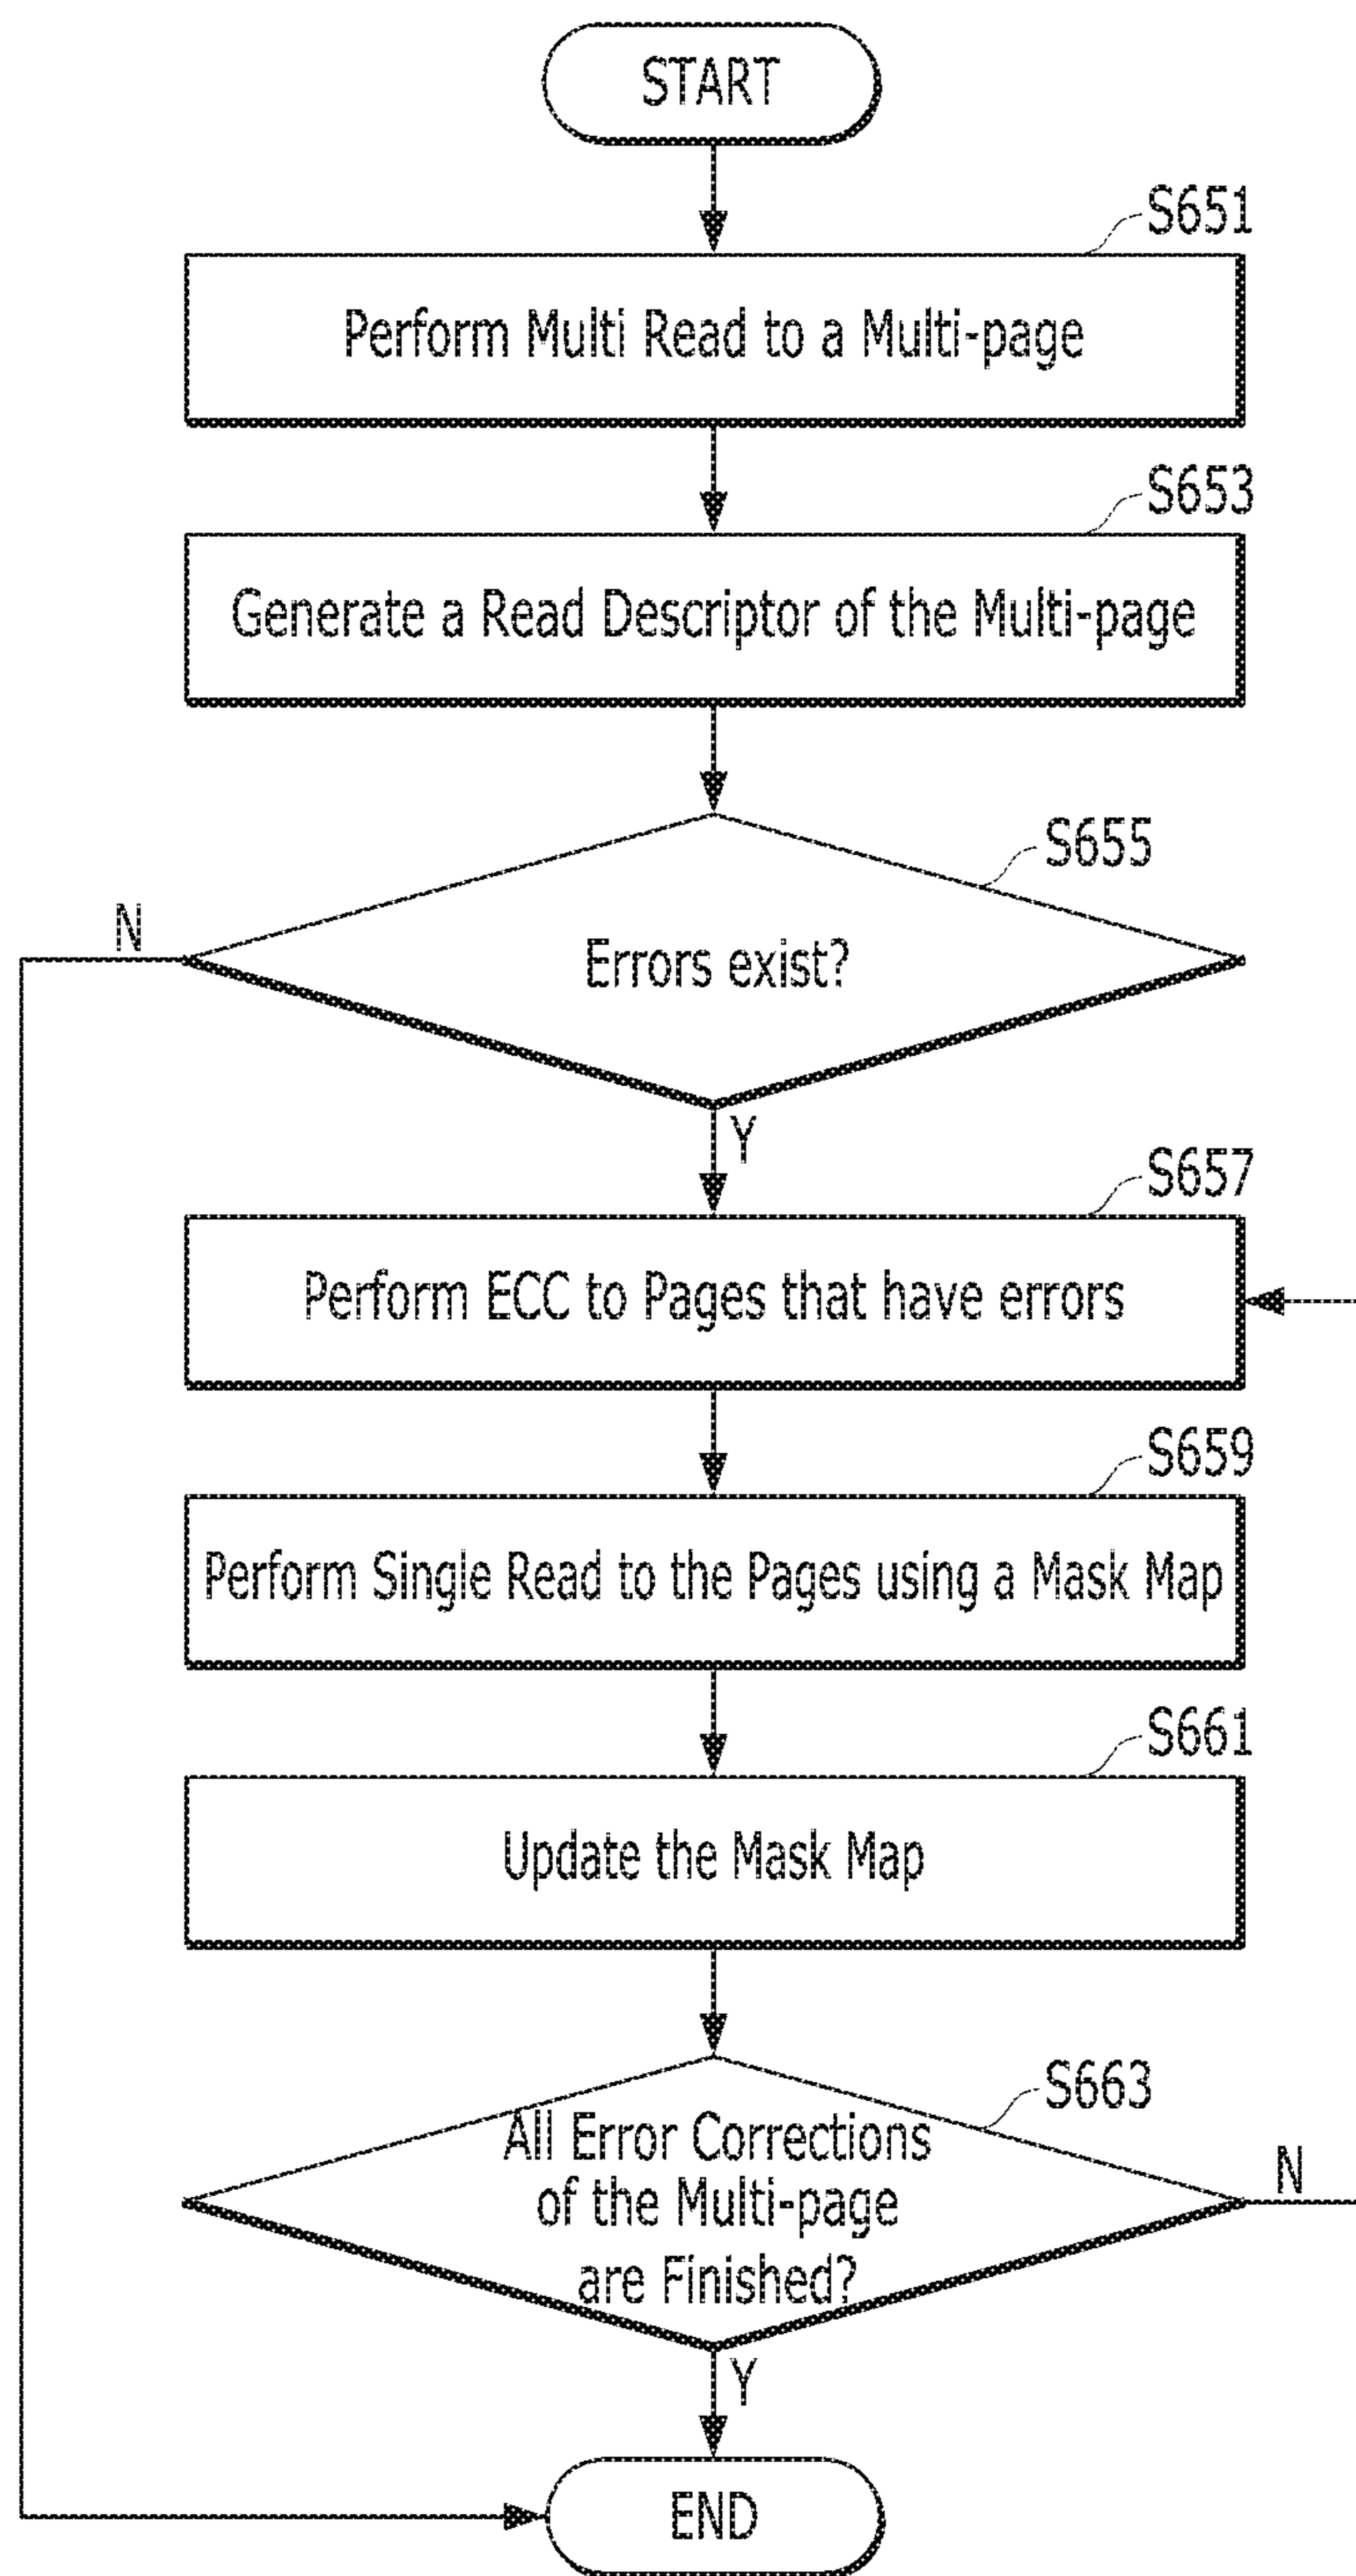 START
S651
Perform Multi Read to a Multi-page
S653
Generate a Read Descriptor of the Multi-page
S655
N
Errors exist?
Y
S657
Perform ECC to Pages that have errors
S659
Perform Single Read to the Pages using a Mask Map
S661
Update the Mask Map
S663
All Error Corrections
of the Multi-page
are Finished?
N
Y
END